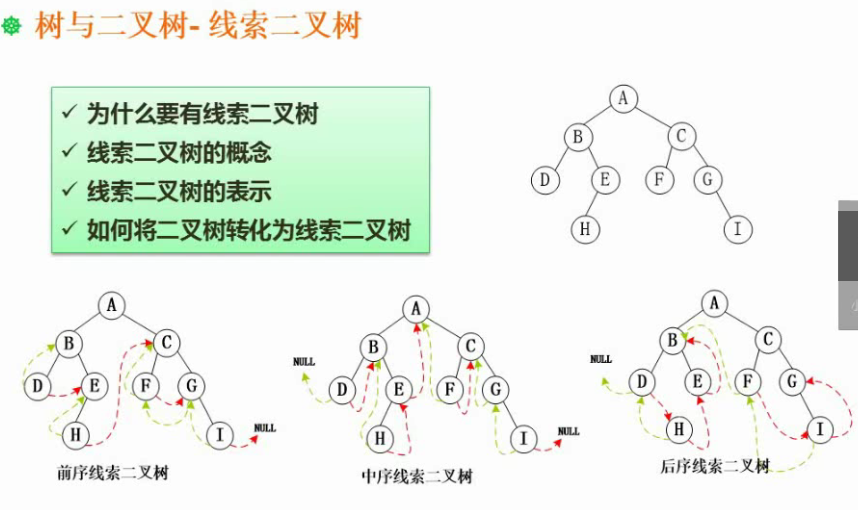 树与二叉树- 线索二叉树
✓ 为什么要有线索二叉树
✓ 线索二叉树的概念
✓ 线索二叉树的表示
✓ 如何将二叉树转化为线索二叉树
A
B C
D E F G
H I
A
B C
D E F G
H I NULL
前序线索二叉树
A
NULL B C
D E F G
H I NULL
中序线索二叉树
A
NULL B C
D E F G
H I
后序线索二叉树